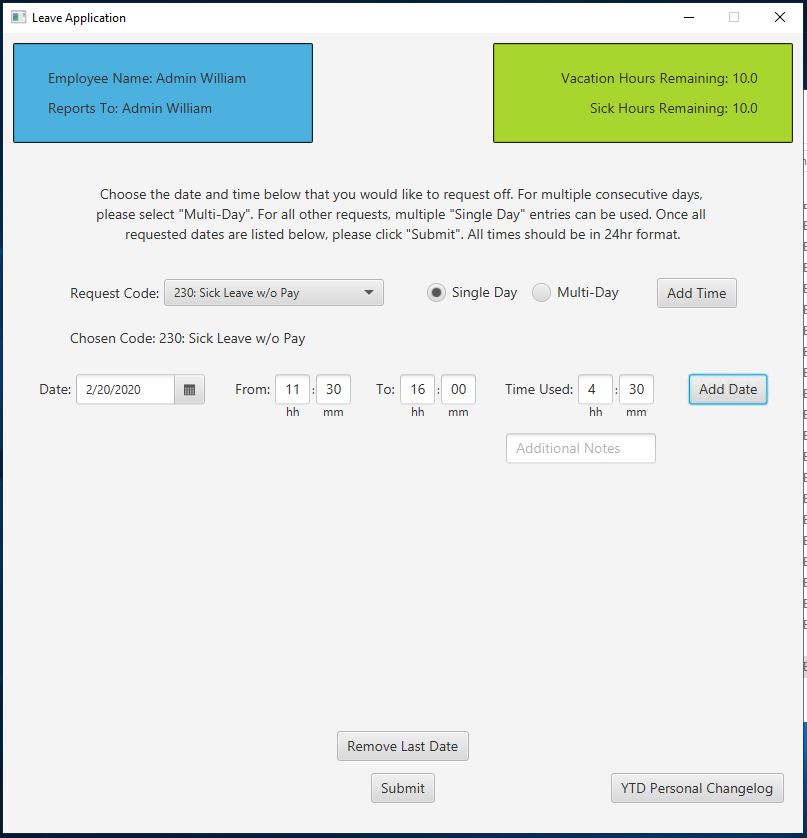 Leave Application
Employee Name: Admin William
Reports To: Admin William
Vacation Hours Remaining: 10.0
Sick Hours Remaining: 10.0
Choose the date and time below that you would like to request off. For multiple consecutive days,
please select "Multi-Day". For all other requests, multiple "Single Day" entries can be used. Once all
requested dates are listed below, please click "Submit". All times should be in 24hr format.
Request Code: 230: Sick Leave w/o Pay Single Day Multi-Day Add Time
Chosen Code: 230: Sick Leave w/o Pay
Date: 2/20/2020 From: 11 : 30 To: 16 : 00 Time Used: 4 : 30 Add Date
hh mm hh mm hh mm
Additional Notes
Remove Last Date
Submit YTD Personal Changelog